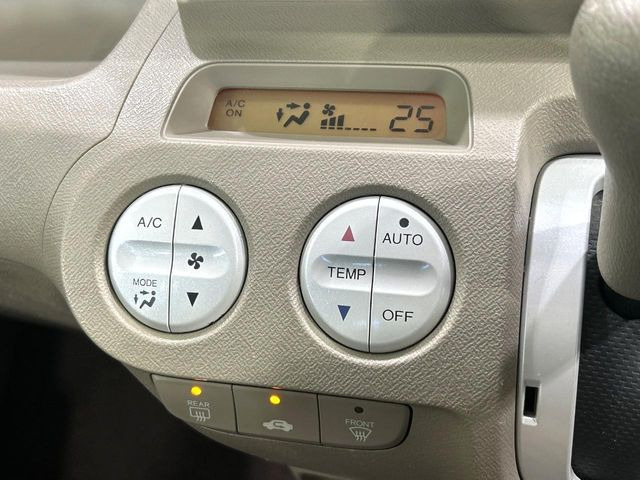 A/C
ON
25
A/C
MODE
TEMP
AUTO
OFF
REAR
FRONT